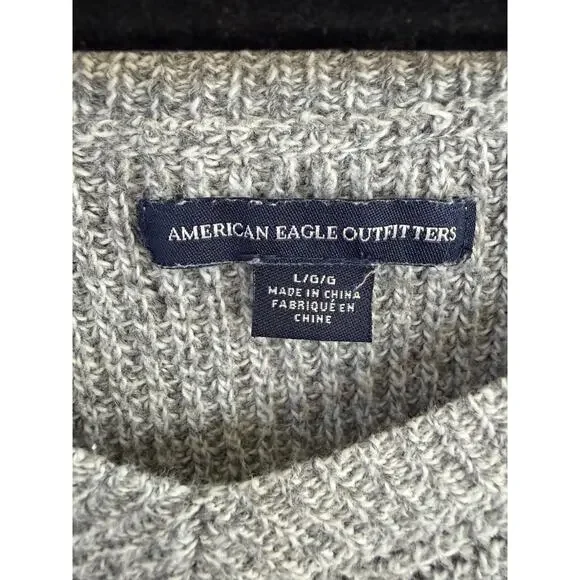 AMERICAN EAGLE OUTFITTERS
L/G/G
MADE IN CHINA
FABRIQUÉ EN
CHINE